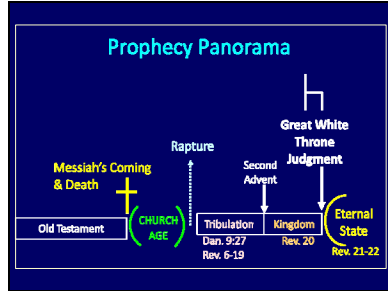 Prophecy Panorama
Great White
Throne
Judgment
Rapture
Messiah's Coming
& Death
Second
Advent
CHURCH
AGE
Eternal
State
Old Testament
Tribulation
Kingdom
Dan. 9:27
Rev. 6-19
Rev. 20
Rev. 21-22